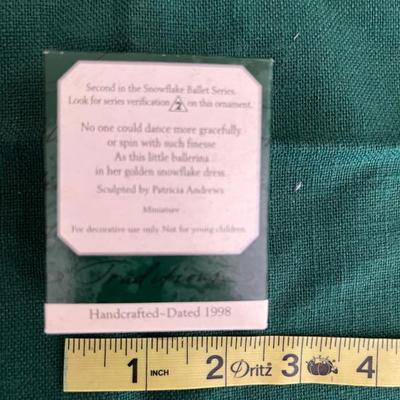 Second in the Snowflake Ballet Series.
Look for series verification 2 on this ornament.
No one could dance more gracefully
or spin with such finesse
As this little ballerina
in her golden snowflake dress.
Sculpted by Patricia Andrews
Miniature
For decorative use only. Not for young children.
Traditions
Handcrafted–Dated 1998
1 INCH 2 Dritz 3 4